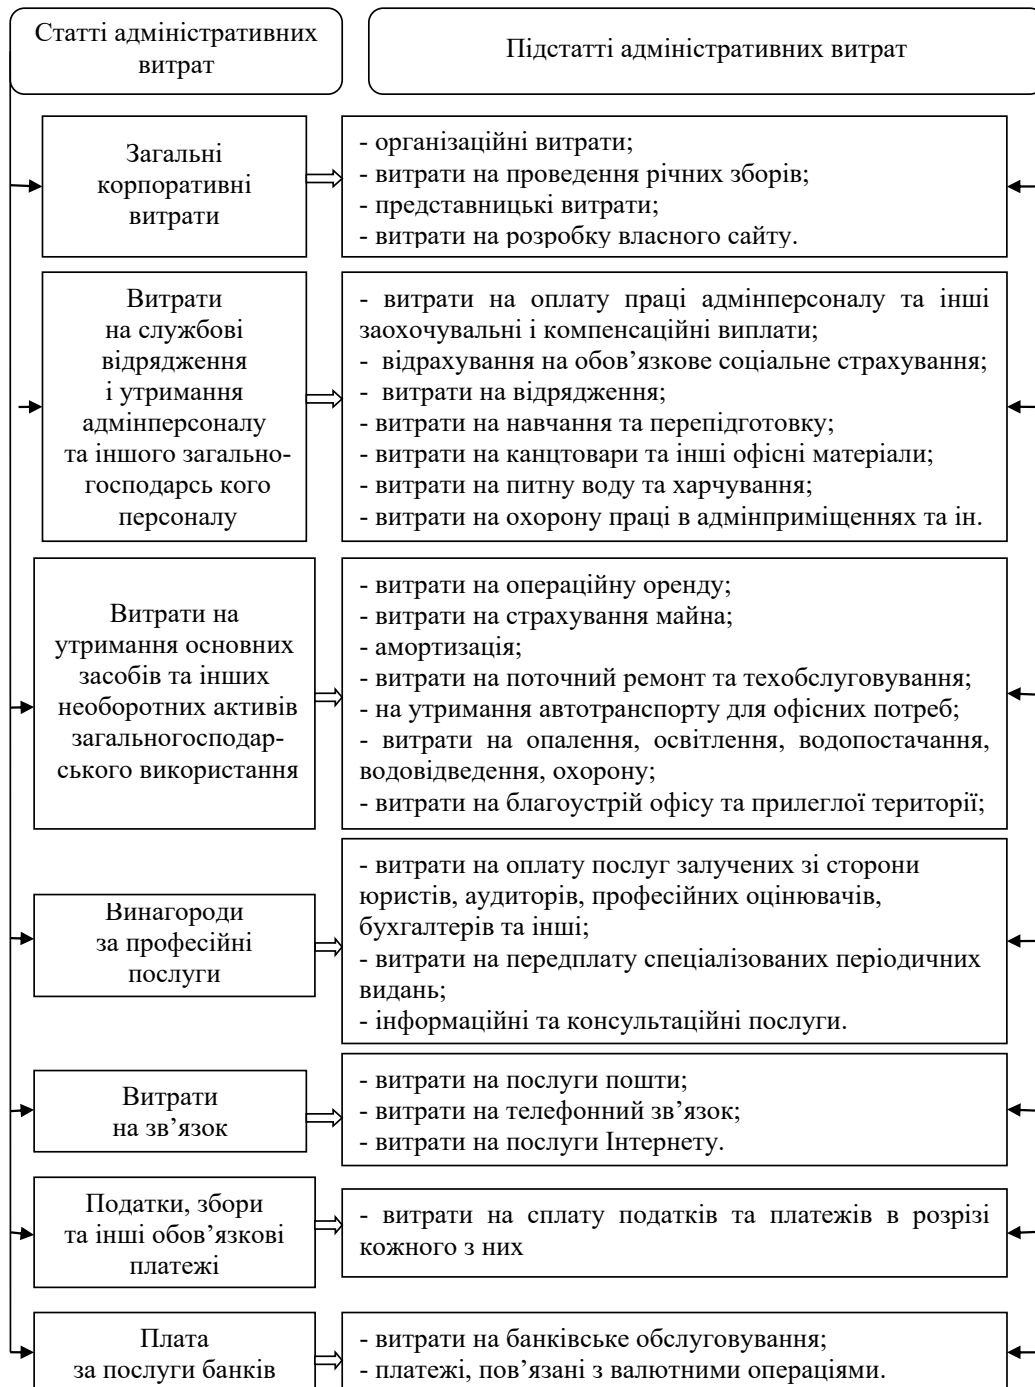 Статті адміністративних
витрат
Підстатті адміністративних витрат
Загальні
корпоративні
витрати
- організаційні витрати;
- витрати на проведення річних зборів;
- представницькі витрати;
- витрати на розробку власного сайту.
Витрати
на службові
відрядження
і утримання
адмінперсоналу
та іншого загально-
господарсь кого
персоналу
- витрати на оплату праці адмінперсоналу та інші
заохочувальні і компенсаційні виплати;
- відрахування на обов’язкове соціальне страхування;
- витрати на відрядження;
- витрати на навчання та перепідготовку;
- витрати на канцтовари та інші офісні матеріали;
- витрати на питну воду та харчування;
- витрати на охорону праці в адмінприміщеннях та ін.
Витрати на
утримання основних
засобів та інших
необоротних активів
загальногосподар-
ського використання
- витрати на операційну оренду;
- витрати на страхування майна;
- амортизація;
- витрати на поточний ремонт та техобслуговування;
- на утримання автотранспорту для офісних потреб;
- витрати на опалення, освітлення, водопостачання,
водовідведення, охорону;
- витрати на благоустрій офісу та прилеглої території;
Винагороди
за професійні
послуги
- витрати на оплату послуг залучених зі сторони
юристів, аудиторів, професійних оцінювачів,
бухгалтерів та інші;
- витрати на передплату спеціалізованих періодичних
видань;
- інформаційні та консультаційні послуги.
Витрати
на зв’язок
- витрати на послуги пошти;
- витрати на телефонний зв’язок;
- витрати на послуги Інтернету.
Податки, збори
та інші обов’язкові
платежі
- витрати на сплату податків та платежів в розрізі
кожного з них
Плата
за послуги банків
- витрати на банківське обслуговування;
- платежі, пов’язані з валютними операціями.